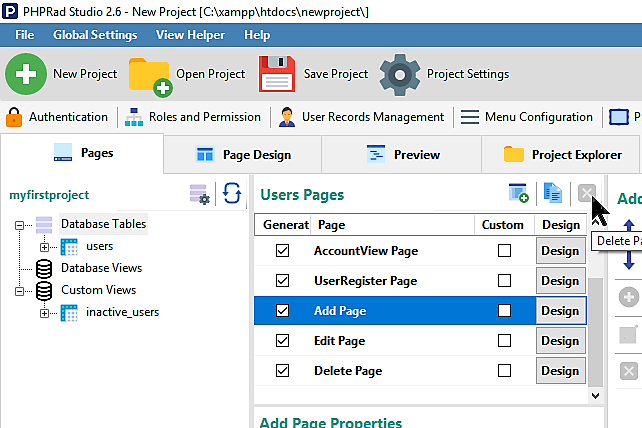 PHPRad Studio 2.6 - New Project [C:\xampp\htdocs\newproject\]
File Global Settings View Helper Help
New Project Open Project Save Project Project Settings
Authentication Roles and Permission User Records Management Menu Configuration P
Pages Page Design Preview Project Explorer
myfirstproject
Database Tables
users
Database Views
Custom Views
inactive_users
Users Pages
Generat Page Custom Design
AccountView Page Design
UserRegister Page Design
Add Page Design
Edit Page Design
Delete Page Design
Add Page Properties
Add
Delete Pa